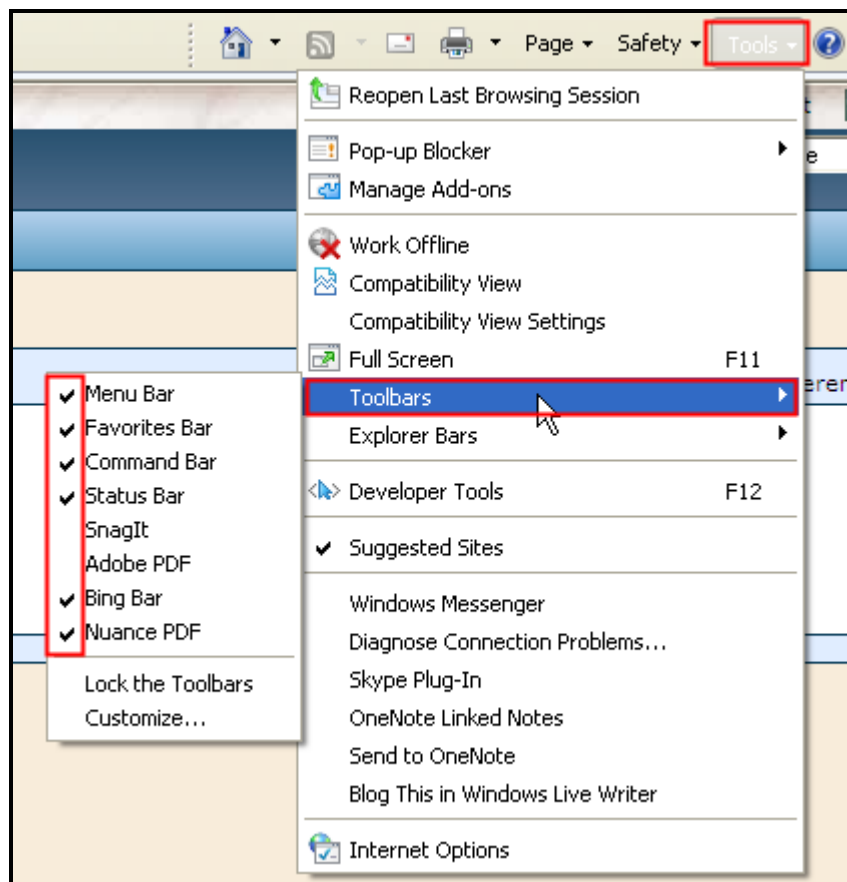 Page Safety Tools
Reopen Last Browsing Session
t
Pop-up Blocker
e
Manage Add-ons
Work Offline
Compatibility View
Compatibility View Settings
Full Screen F11
Toolbars
eren
Explorer Bars
Developer Tools F12
Suggested Sites
Windows Messenger
Diagnose Connection Problems...
Skype Plug-In
OneNote Linked Notes
Send to OneNote
Blog This in Windows Live Writer
Internet Options
Menu Bar
Favorites Bar
Command Bar
Status Bar
SnagIt
Adobe PDF
Bing Bar
Nuance PDF
Lock the Toolbars
Customize...